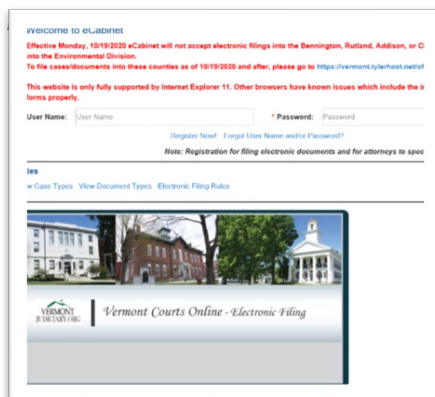 Welcome to eCabinet
Effective Monday, 10/19/2020 eCabinet will not accept electronic filings into the Bennington, Rutland, Addison, or
into the Environmental Division.
To file cases/documents into these counties as of 10/19/2020 and after, please go to https://vermont.tylerhost.net/of
This website is only fully supported by Internet Explorer 11. Other browsers have known issues which include the
forms properly.
User Name: User Name * Password: Password
Register Now! Forgot User Name and/or Password?
Note: Registration for filing electronic documents and for attorneys to spec
les
w Case Types View Document Types Electronic Filing Rules
VERMONT
JUDICIARY.ORG
Vermont Courts Online - Electronic Filing